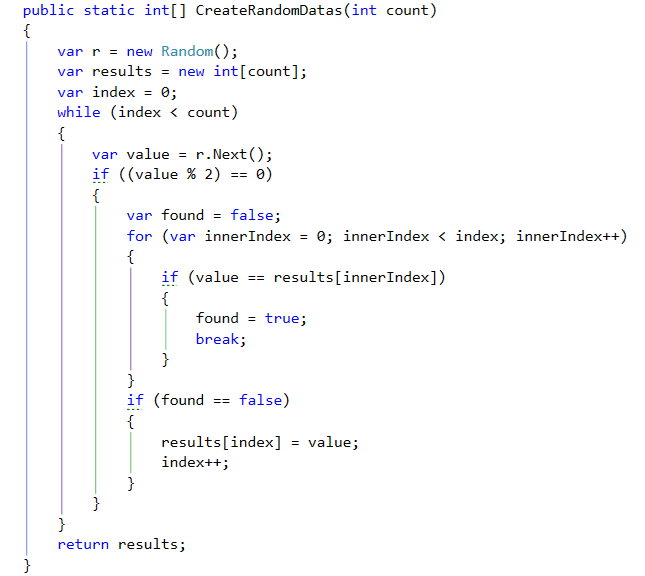 public static int[] CreateRandomDatas(int count)
{
    var r = new Random();
    var results = new int[count];
    var index = 0;
    while (index < count)
    {
        var value = r.Next();
        if ((value % 2) == 0)
        {
            var found = false;
            for (var innerIndex = 0; innerIndex < index; innerIndex++)
            {
                if (value == results[innerIndex])
                {
                    found = true;
                    break;
                }
            }
            if (found == false)
            {
                results[index] = value;
                index++;
            }
        }
    }
    return results;
}